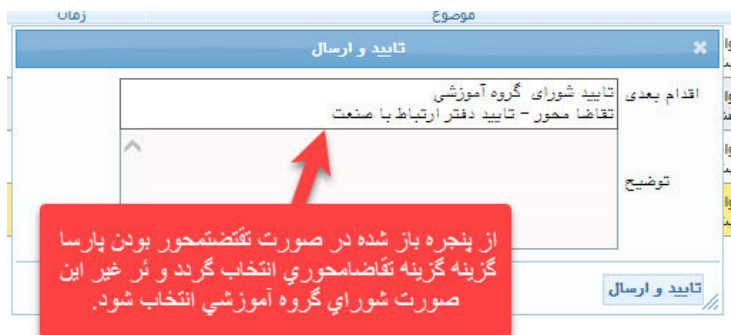 موضوع
زمان
تایید و ارسال
اقدام بعدی
تایید شورای گروه آموزشی
تقاضا محور - تایید دفتر ارتباط با صنعت
توضیح
از پنجره باز شده در صورت تقتضتمحور بودن پارسا
گزینه گزینه تقاضامحوري انتخاب گردد و ئر غیر این
صورت شوراي گروه آموزشي انتخاب شود.
تایید و ارسال